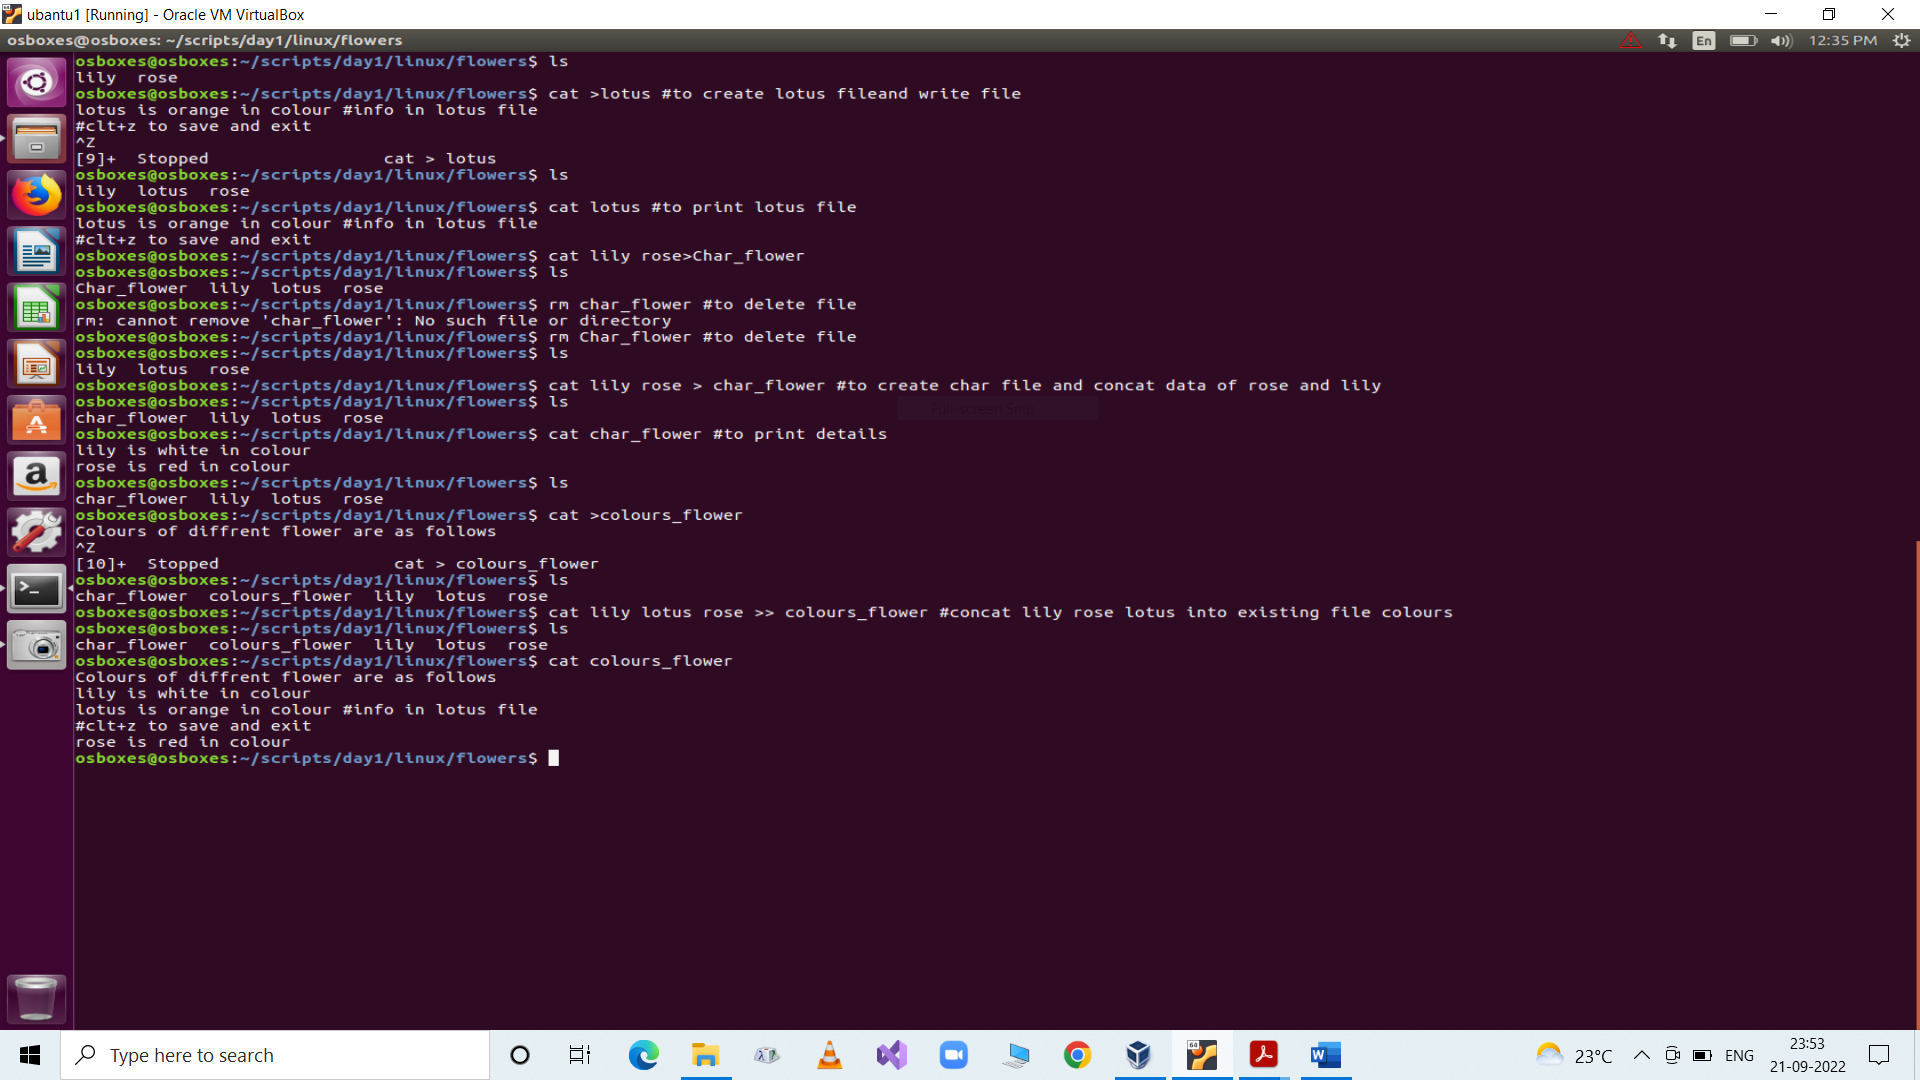 ubantu1 [Running] - Oracle VM VirtualBox
osboxes@osboxes: ~/scripts/day1/linux/flowers
En
12:35 PM
osboxes@osboxes:~/scripts/day1/linux/flowers$ ls
lily  rose
osboxes@osboxes:~/scripts/day1/linux/flowers$ cat >lotus #to create lotus fileand write file
lotus is orange in colour #info in lotus file
#clt+z to save and exit
^Z
[9]+  Stopped                 cat > lotus
osboxes@osboxes:~/scripts/day1/linux/flowers$ ls
lily  lotus  rose
osboxes@osboxes:~/scripts/day1/linux/flowers$ cat lotus #to print lotus file
lotus is orange in colour #info in lotus file
#clt+z to save and exit
osboxes@osboxes:~/scripts/day1/linux/flowers$ cat lily rose>Char_flower
osboxes@osboxes:~/scripts/day1/linux/flowers$ ls
Char_flower  lily  lotus  rose
osboxes@osboxes:~/scripts/day1/linux/flowers$ rm char_flower #to delete file
rm: cannot remove 'char_flower': No such file or directory
osboxes@osboxes:~/scripts/day1/linux/flowers$ rm Char_flower #to delete file
osboxes@osboxes:~/scripts/day1/linux/flowers$ ls
lily  lotus  rose
osboxes@osboxes:~/scripts/day1/linux/flowers$ cat lily rose > char_flower #to create char file and concat data of rose and lily
osboxes@osboxes:~/scripts/day1/linux/flowers$ ls
char_flower  lily  lotus  rose
osboxes@osboxes:~/scripts/day1/linux/flowers$ cat char_flower #to print details
lily is white in colour
rose is red in colour
osboxes@osboxes:~/scripts/day1/linux/flowers$ ls
char_flower  lily  lotus  rose
osboxes@osboxes:~/scripts/day1/linux/flowers$ cat >colours_flower
Colours of diffrent flower are as follows
^Z
[10]+  Stopped                 cat > colours_flower
osboxes@osboxes:~/scripts/day1/linux/flowers$ ls
char_flower  colours_flower  lily  lotus  rose
osboxes@osboxes:~/scripts/day1/linux/flowers$ cat lily lotus rose >> colours_flower #concat lily rose lotus into existing file colours
osboxes@osboxes:~/scripts/day1/linux/flowers$ ls
char_flower  colours_flower  lily  lotus  rose
osboxes@osboxes:~/scripts/day1/linux/flowers$ cat colours_flower
Colours of diffrent flower are as follows
lily is white in colour
lotus is orange in colour #info in lotus file
#clt+z to save and exit
rose is red in colour
osboxes@osboxes:~/scripts/day1/linux/flowers$
Type here to search
23°C
ENG
23:53
21-09-2022